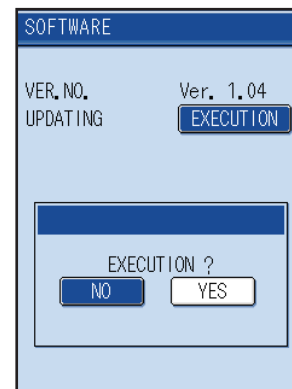 SOFTWARE
VER.NO. Ver. 1.04
UPDATING EXECUTION
EXECUTION ?
NO YES